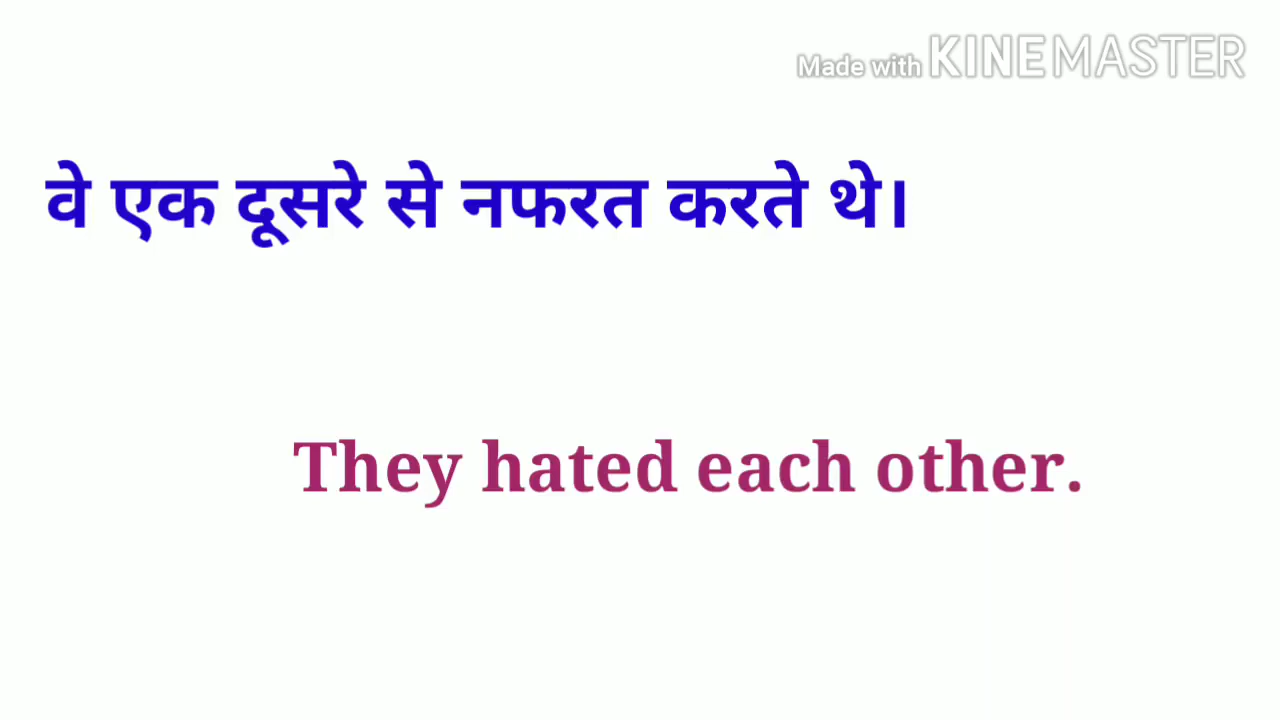 Made with KINEMASTER
वे एक दूसरे से नफरत करते थे।
They hated each other.